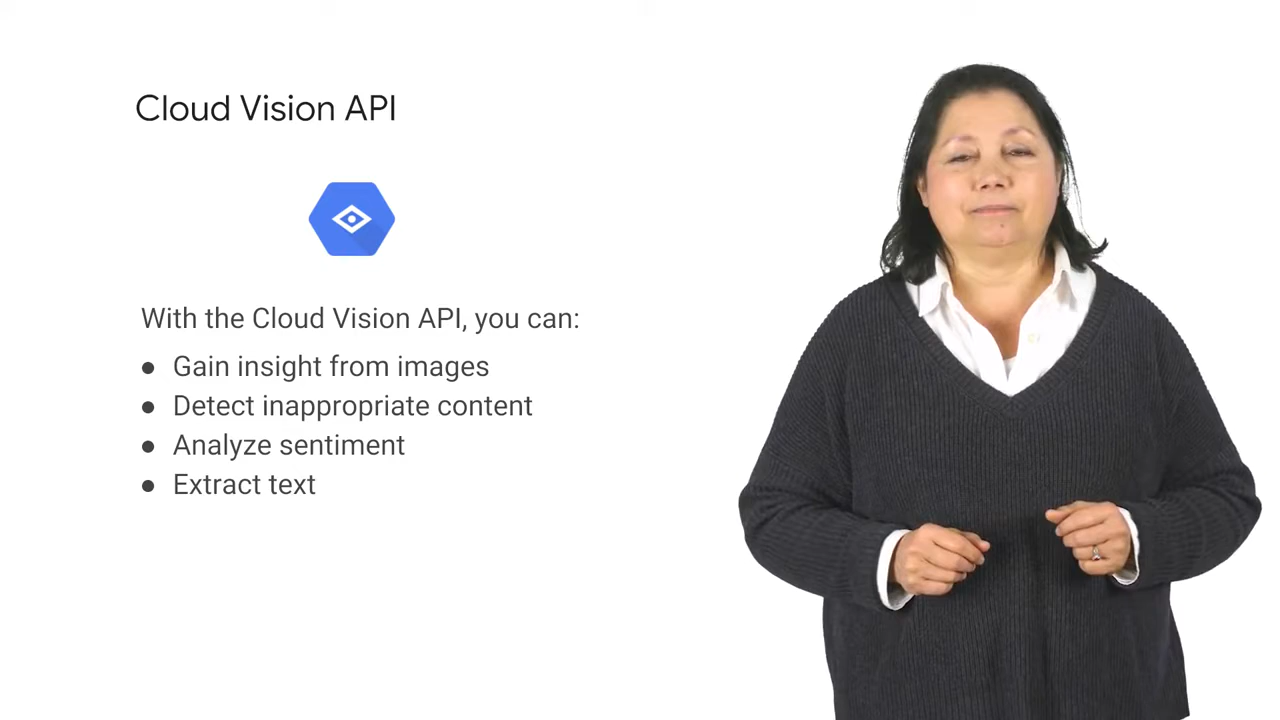 Cloud Vision API
With the Cloud Vision API, you can:
● Gain insight from images
● Detect inappropriate content
● Analyze sentiment
● Extract text